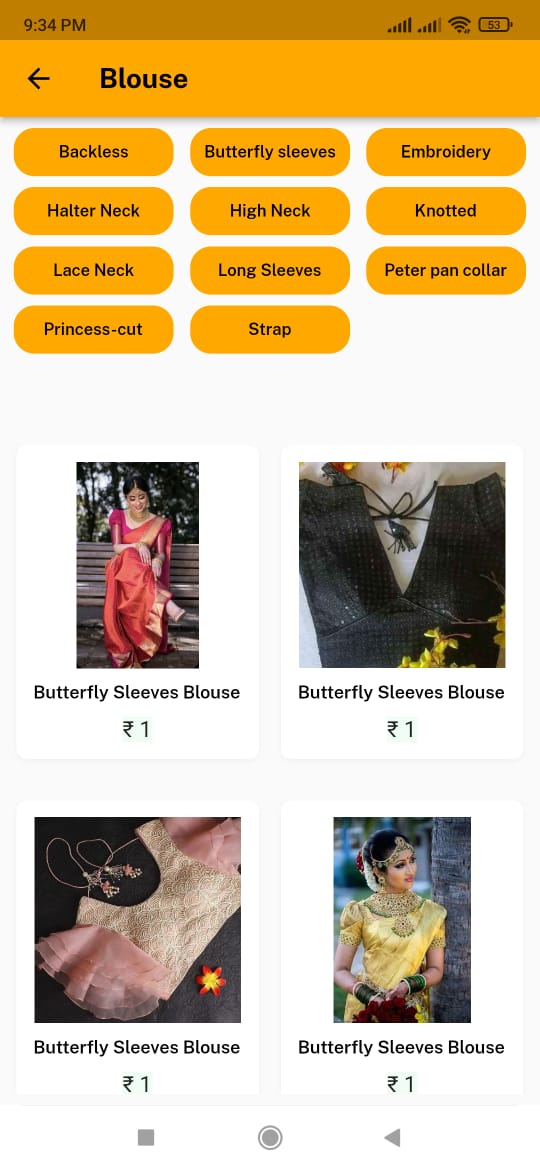 9:34 PM 53
Blouse
Backless Butterfly sleeves Embroidery
Halter Neck High Neck Knotted
Lace Neck Long Sleeves Peter pan collar
Princess-cut Strap
Butterfly Sleeves Blouse Butterfly Sleeves Blouse
₹ 1 ₹ 1
Butterfly Sleeves Blouse Butterfly Sleeves Blouse
₹ 1 ₹ 1